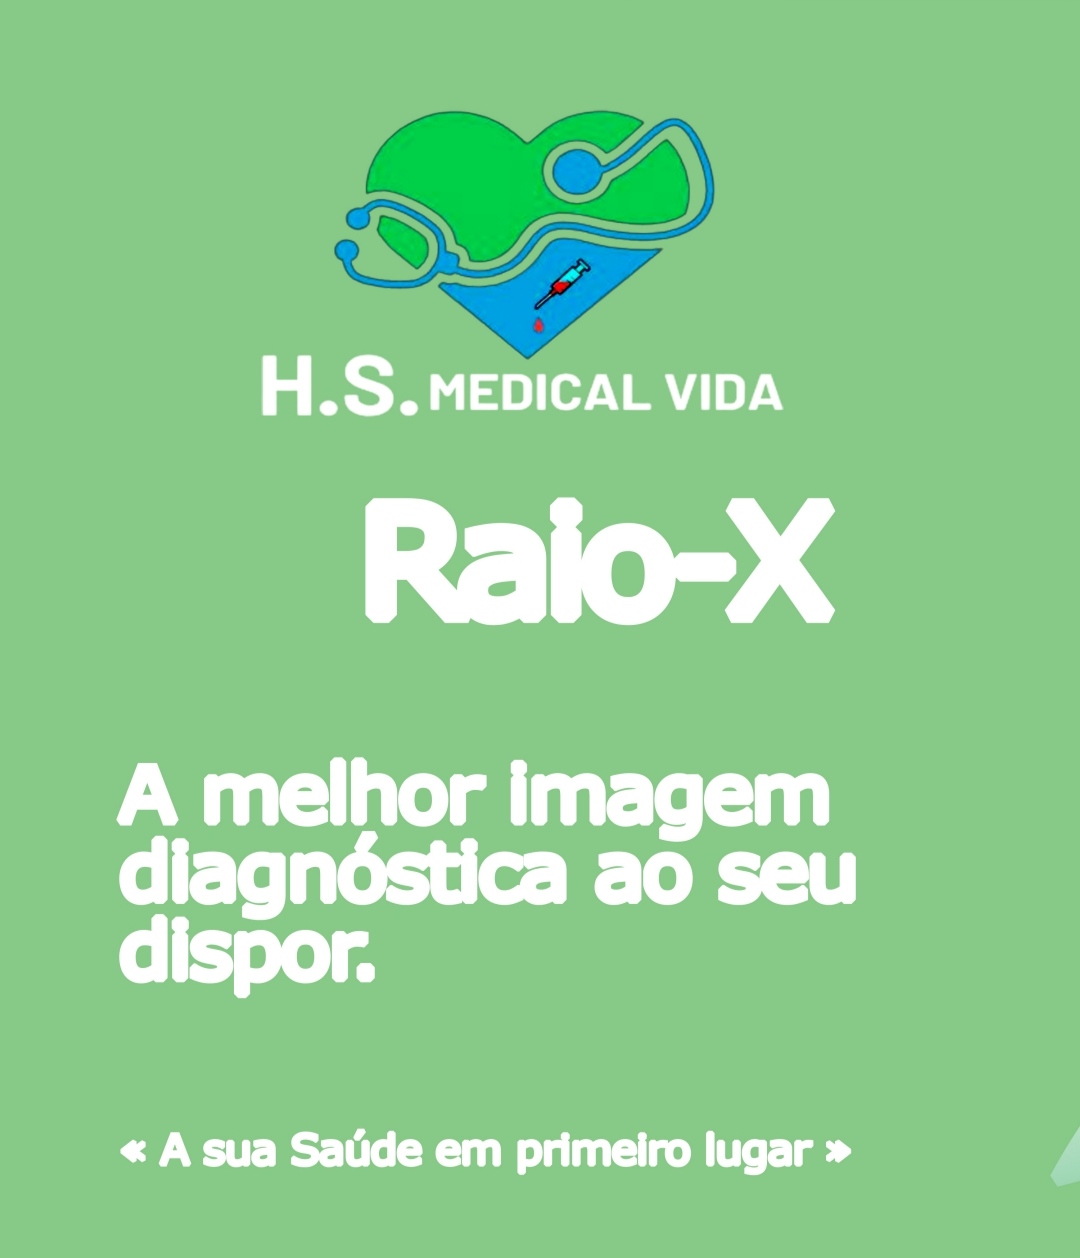 H.S. MEDICAL VIDA
Raio-X
A melhor imagem
diagnóstica ao seu
dispor.
« A sua Saúde em primeiro lugar »